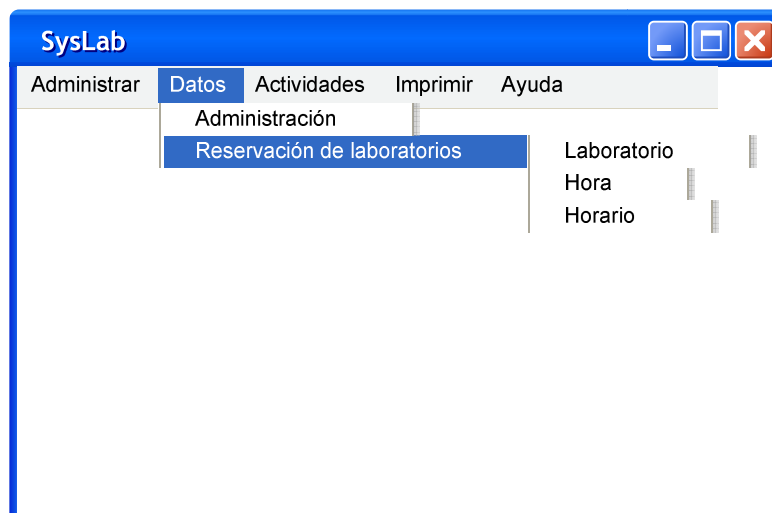 SysLab
Administrar Datos Actividades Imprimir Ayuda
Administración
Reservación de laboratorios Laboratorio
Hora
Horario